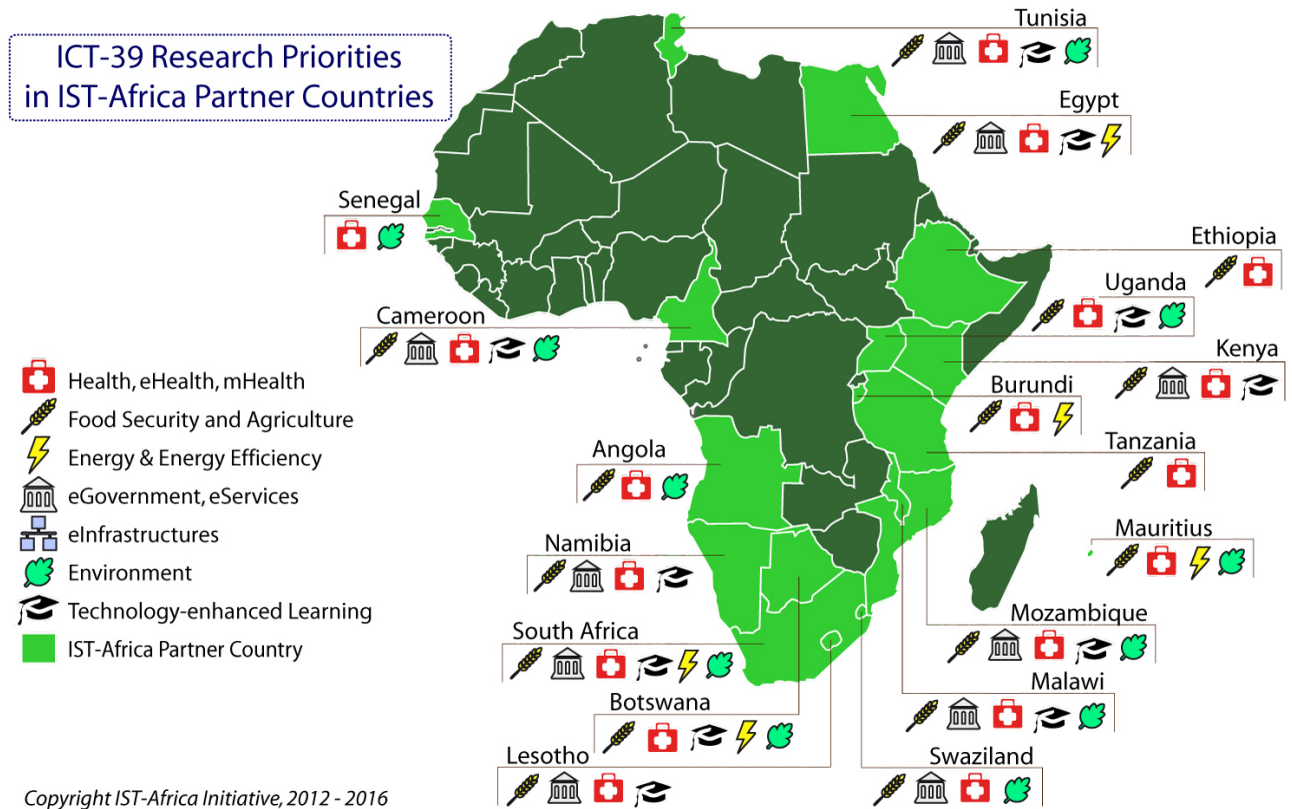 ICT-39 Research Priorities
in IST-Africa Partner Countries
Tunisia
Egypt
Senegal
Ethiopia
Uganda
Cameroon
Kenya
Burundi
Health, eHealth, mHealth
Food Security and Agriculture
Energy & Energy Efficiency
eGovernment, eServices
eInfrastructures
Environment
Technology-enhanced Learning
IST-Africa Partner Country
Angola
Tanzania
Namibia
Mauritius
Mozambique
South Africa
Malawi
Botswana
Lesotho
Swaziland
Copyright IST-Africa Initiative, 2012 - 2016